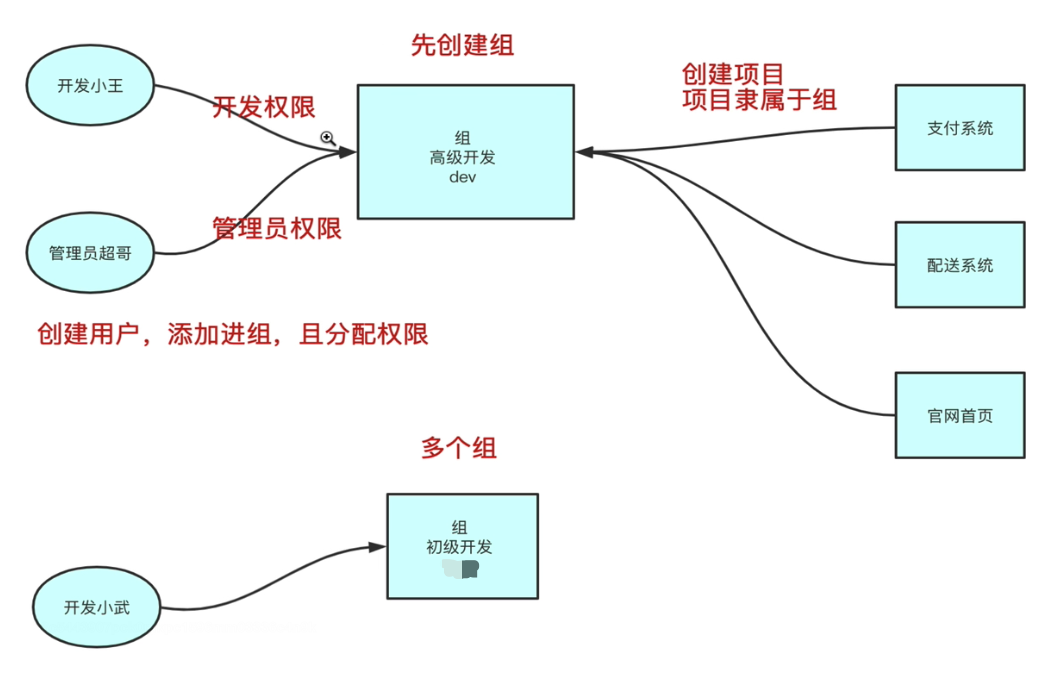 先创建组
开发小王
开发权限
组
高级开发
dev
创建项目
项目隶属于组
支付系统
管理员超哥
管理员权限
配送系统
创建用户，添加进组，且分配权限
官网首页
多个组
组
初级开发
开发小武